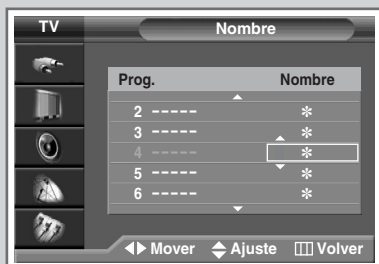 TV Nombre
Prog. Nombre
2 ----- *
3 ----- *
4 ----- *
5 ----- *
6 ----- *
Mover Ajuste Volver